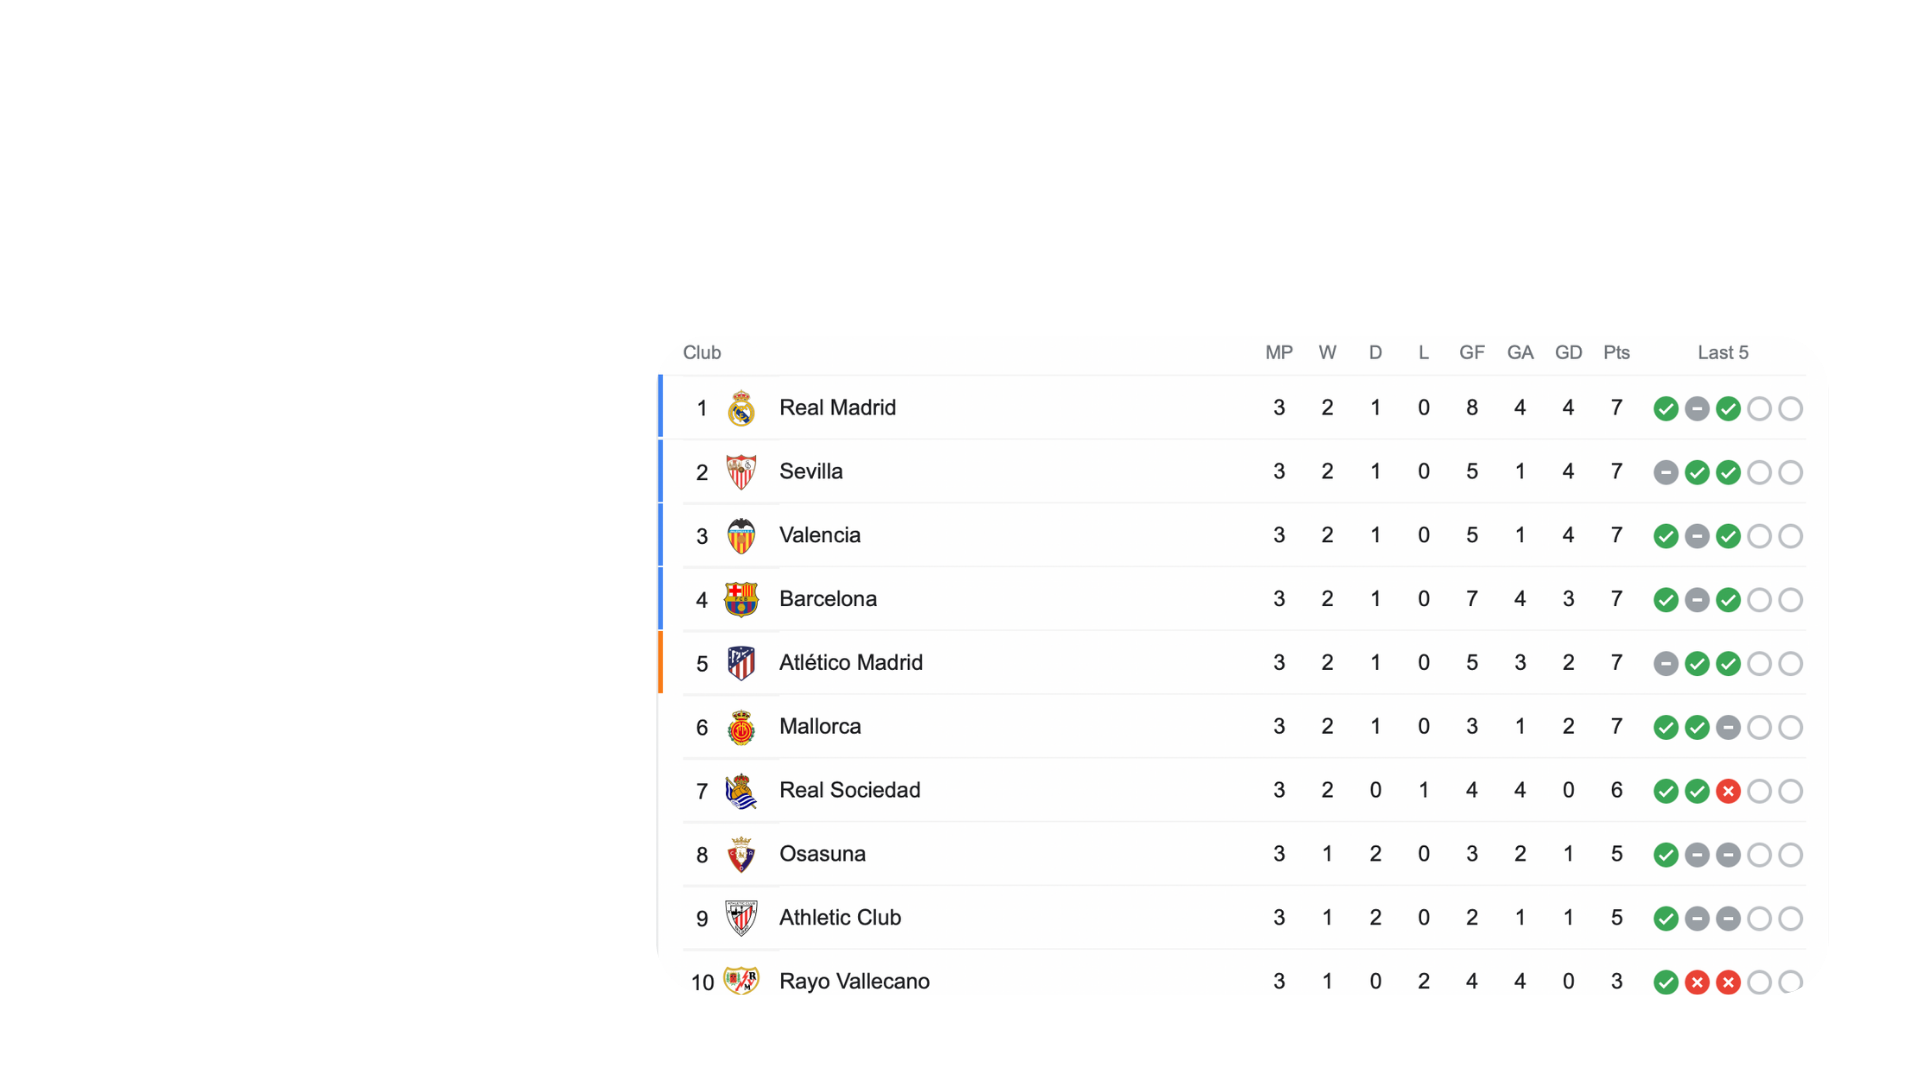 Club MP W D L GF GA GD Pts Last 5
1 Real Madrid 3 2 1 0 8 4 4 7
2 Sevilla 3 2 1 0 5 1 4 7
3 Valencia 3 2 1 0 5 1 4 7
4 Barcelona 3 2 1 0 7 4 3 7
5 Atlético Madrid 3 2 1 0 5 3 2 7
6 Mallorca 3 2 1 0 3 1 2 7
7 Real Sociedad 3 2 0 1 4 4 0 6
8 Osasuna 3 1 2 0 3 2 1 5
9 Athletic Club 3 1 2 0 2 1 1 5
10 Rayo Vallecano 3 1 0 2 4 4 0 3